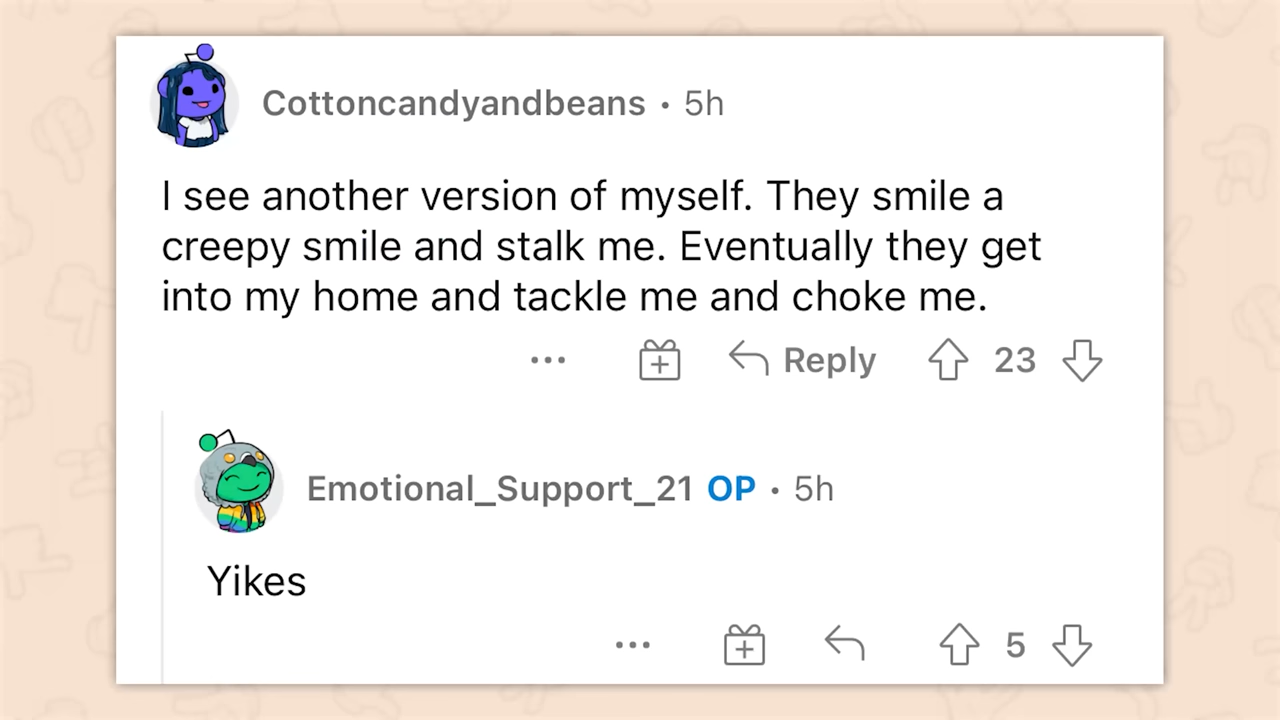 Cottoncandyandbeans • 5h
I see another version of myself. They smile a
creepy smile and stalk me. Eventually they get
into my home and tackle me and choke me.
Reply 23
Emotional_Support_21 OP • 5h
Yikes
5